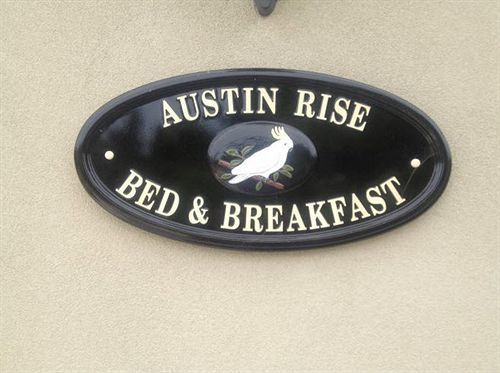 AUSTIN RISE
BED & BREAKFAST